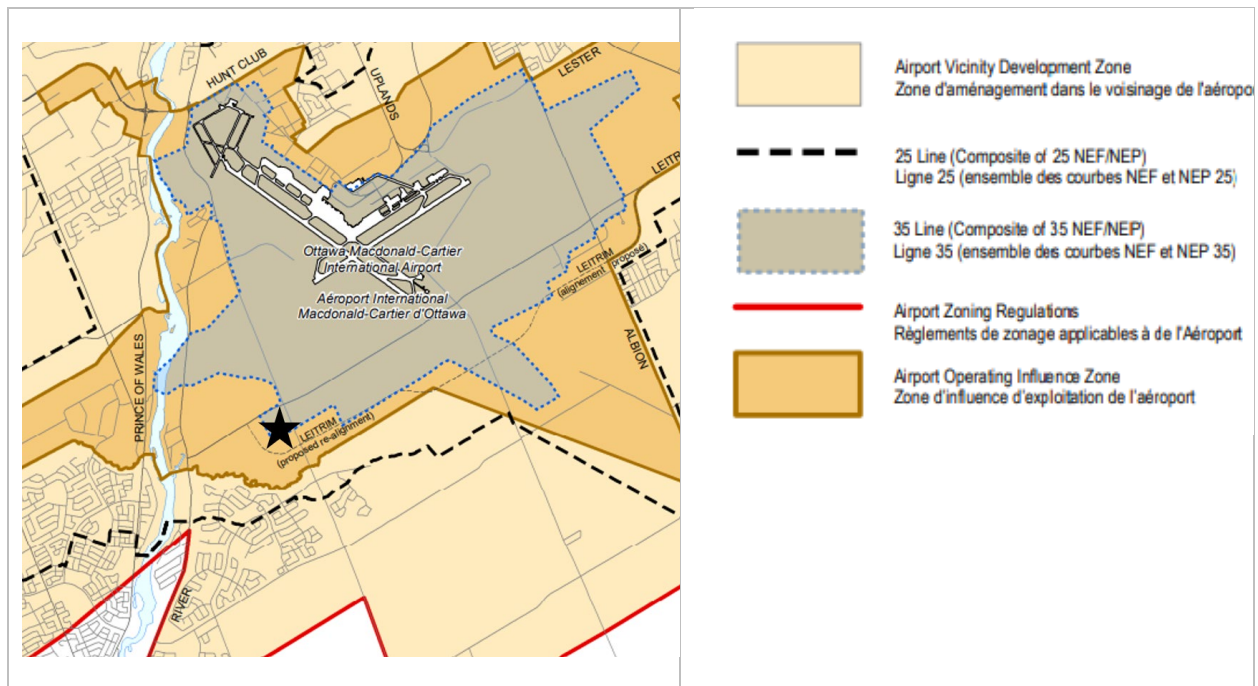 HUNT CLUB
UPLANDS
LESTER
LEITR
Ottawa Macdonald-Cartier
International Airport
Aéroport International
Macdonald-Cartier d'Ottawa
LEITRIM
(alignement proposé)
ALBION
PRINCE OF WALES
LEITRIM
(proposed re-alignment)
RIVER
Airport Vicinity Development Zone
Zone d'aménagement dans le voisinage de l'aéropo
25 Line (Composite of 25 NEF/NEP)
Ligne 25 (ensemble des courbes NEF et NEP 25)
35 Line (Composite of 35 NEF/NEP)
Ligne 35 (ensemble des courbes NEF et NEP 35)
Airport Zoning Regulations
Règlements de zonage applicables à de l'Aéroport
Airport Operating Influence Zone
Zone d'influence d'exploitation de l'aéroport